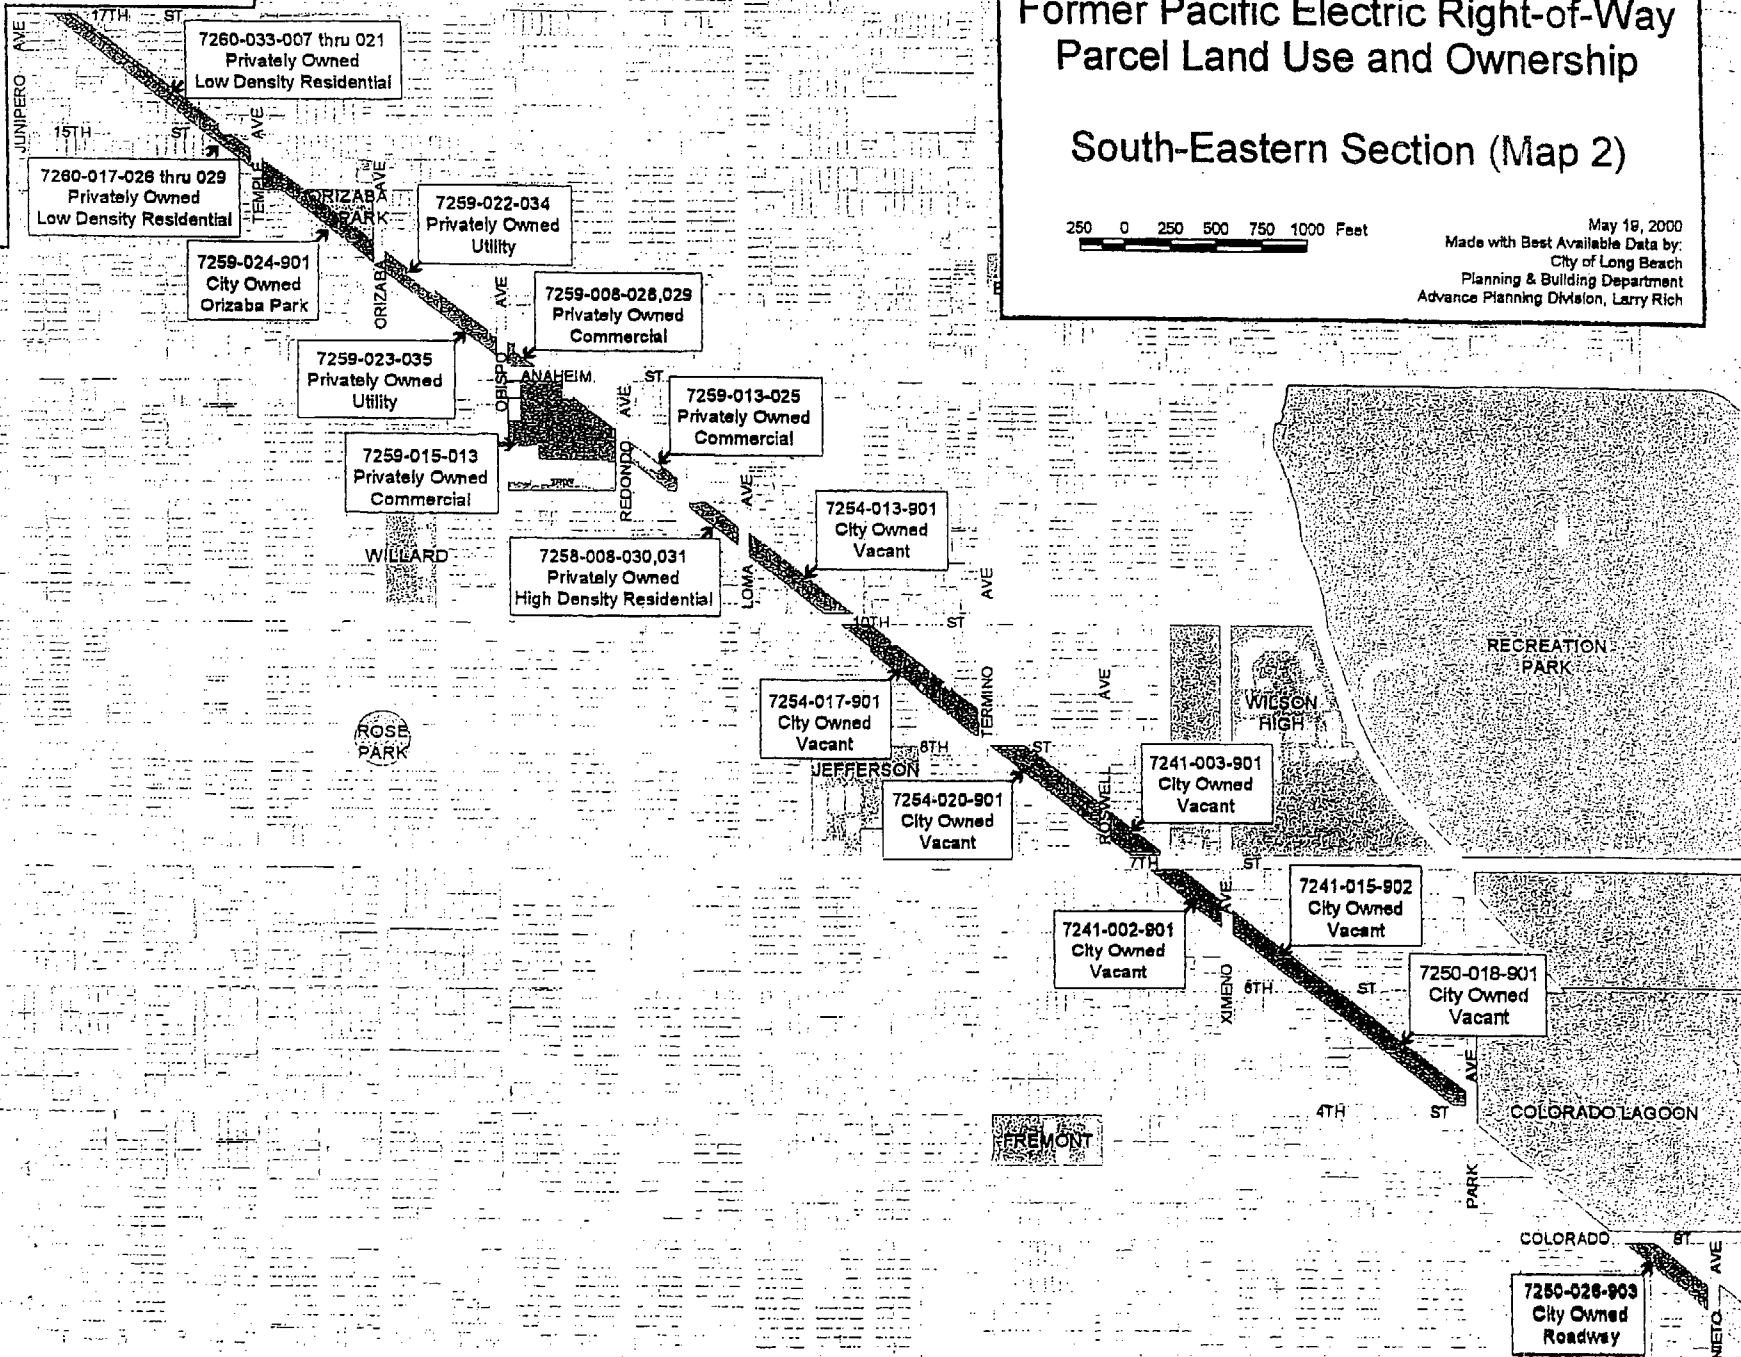 Former Pacific Electric Right-of-Way
Parcel Land Use and Ownership
South-Eastern Section (Map 2)
250 0 250 500 750 1000 Feet
May 19, 2000
Made with Best Available Data by:
City of Long Beach
Planning & Building Department
Advance Planning Division, Larry Rich
17TH ST
JUNIPERO AVE
7260-033-007 thru 021
Privately Owned
Low Density Residential
15TH ST
TEMPLE AVE
7260-017-026 thru 029
Privately Owned
Low Density Residential
ORIZABA
PARK
ORIZABA AVE
7259-022-034
Privately Owned
Utility
7259-024-901
City Owned
Orizaba Park
OBISPO AVE
7259-008-028,029
Privately Owned
Commercial
7259-023-035
Privately Owned
Utility
ANAHEIM ST
REDONDO AVE
7259-013-025
Privately Owned
Commercial
7259-015-013
Privately Owned
Commercial
WILLARD
LOMA AVE
7254-013-901
City Owned
Vacant
7258-008-030,031
Privately Owned
High Density Residential
10TH ST
TERMINO AVE
RECREATION
PARK
WILSON
HIGH
7254-017-901
City Owned
Vacant
ROSE
PARK
8TH ST
JEFFERSON
ROSWELL AVE
7241-003-901
City Owned
Vacant
7254-020-901
City Owned
Vacant
7TH ST
7241-015-902
City Owned
Vacant
7241-002-901
City Owned
Vacant
XIMENO AVE
6TH ST
7250-018-901
City Owned
Vacant
4TH ST
PARK AVE
COLORADO LAGOON
FREMONT
COLORADO ST
NIETO AVE
7250-026-903
City Owned
Roadway